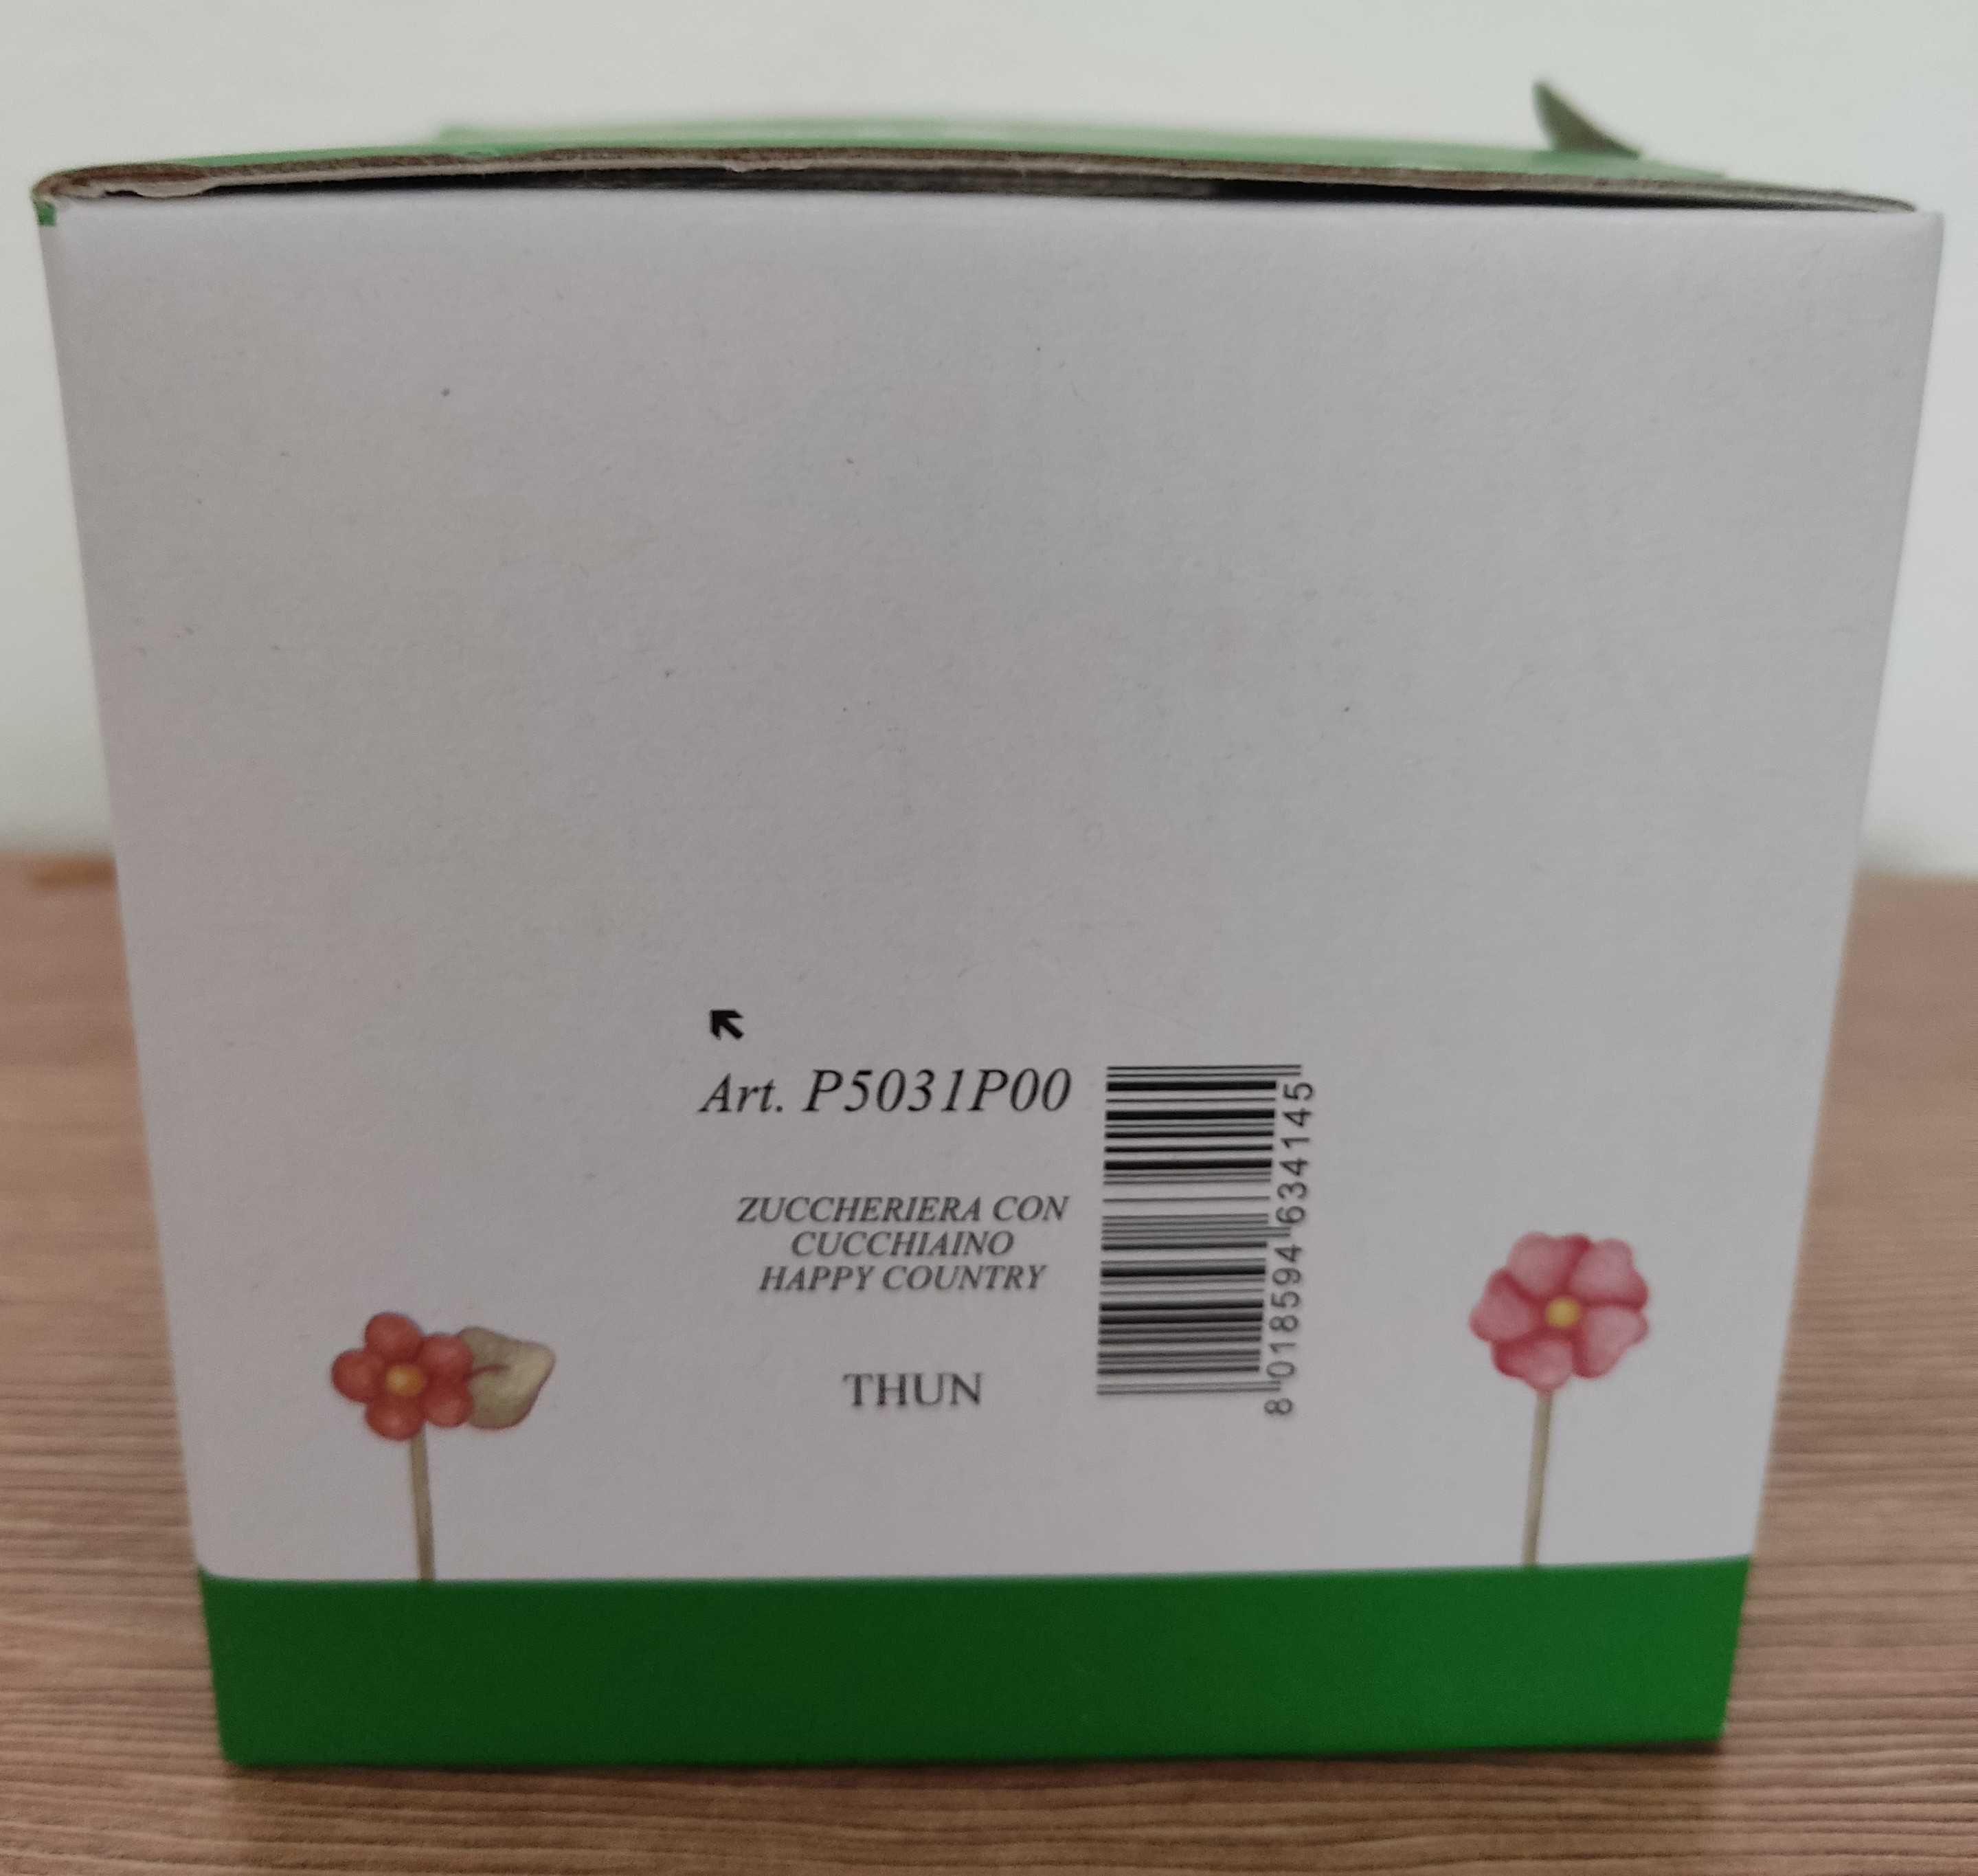 Art. P5031P00
ZUCCHERIERA CON
CUCCHIAINO
HAPPY COUNTRY
THUN
8 018594 634145